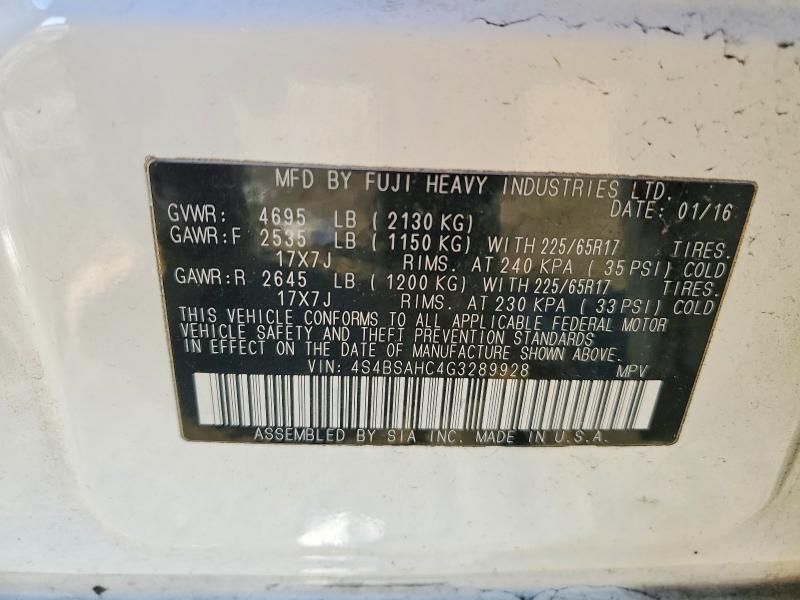 MFD BY FUJI HEAVY INDUSTRIES LTD.
DATE: 01/16
GVWR: 4695 LB ( 2130 KG)
GAWR:F 2535 LB ( 1150 KG) WITH 225/65R17 TIRES.
17X7J RIMS. AT 240 KPA ( 35 PSI) COLD
GAWR:R 2645 LB ( 1200 KG) WITH 225/65R17 TIRES.
17X7J RIMS. AT 230 KPA ( 33 PSI) COLD
THIS VEHICLE CONFORMS TO ALL APPLICABLE FEDERAL MOTOR
VEHICLE SAFETY AND THEFT PREVENTION STANDARDS
IN EFFECT ON THE DATE OF MANUFACTURE SHOWN ABOVE.
VIN: 4S4BSAHC4G3289928 MPV
ASSEMBLED BY SIA INC. MADE IN U.S.A.